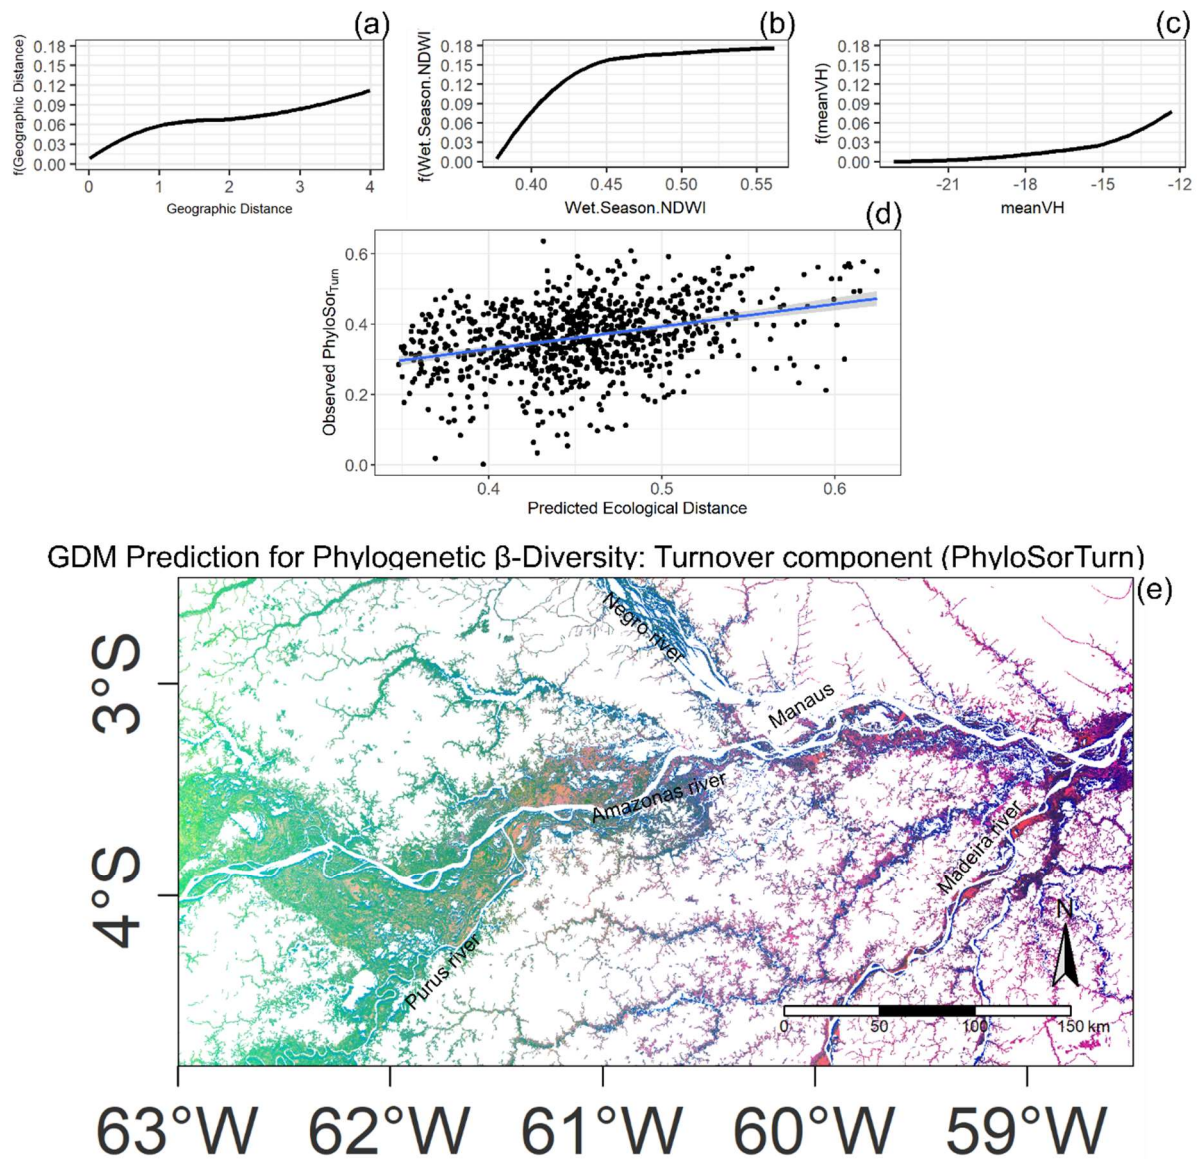 (a)
f(Geographic Distance)
0.18
0.15
0.12
0.09
0.06
0.03
0.00
0 1 2 3 4
Geographic Distance
(b)
f(Wet.Season.NDWI
0.18
0.15
0.12
0.09
0.06
0.03
0.00
0.40 0.45 0.50 0.55
Wet.Season.NDWI
(c)
f(meanVH)
0.18
0.15
0.12
0.09
0.06
0.03
0.00
-21 -18 -15 -12
meanVH
(d)
Observed PhyloSorTurn
0.6
0.4
0.2
0.0
0.4 0.5 0.6
Predicted Ecological Distance
GDM Prediction for Phylogenetic β-Diversity: Turnover component (PhyloSorTurn)
(e)
3°S
4°S
Negro river
Manaus
Amazonas river
Madeira river
Purus river
N
0 50 100 150 km
63°W 62°W 61°W 60°W 59°W